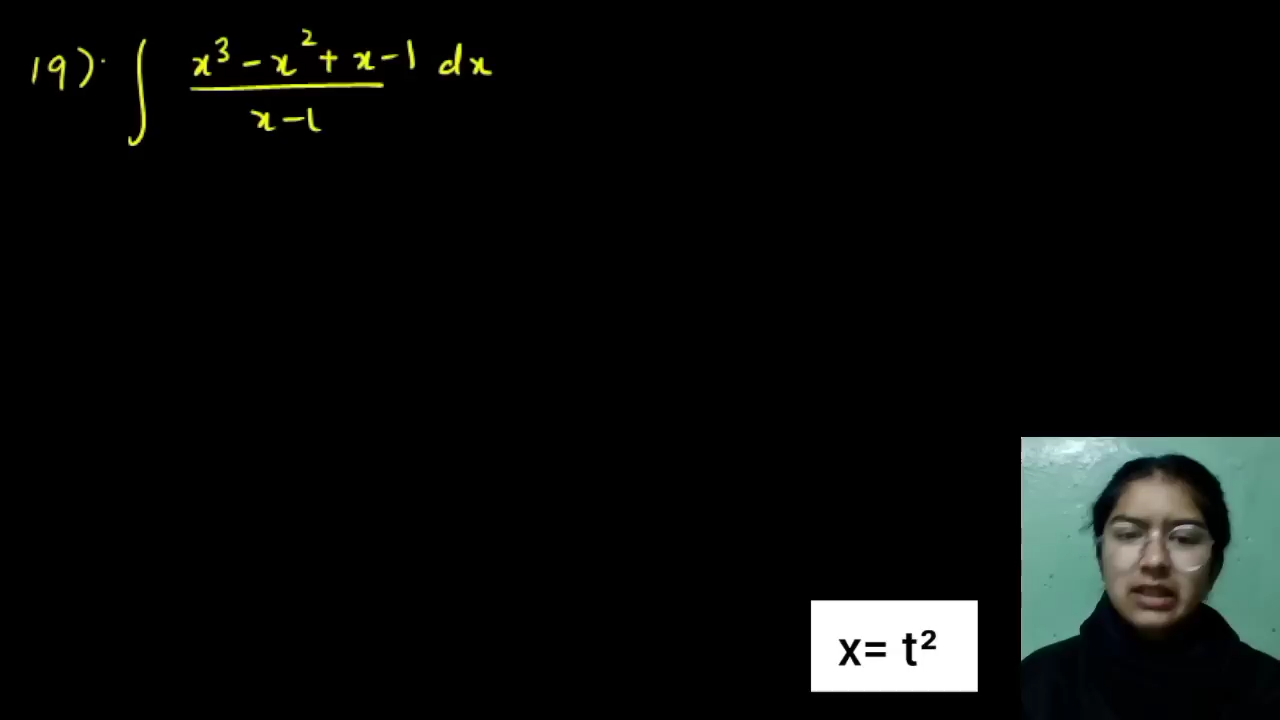 19). ∫ x³ - x² + x - 1 dx
x - 1
x= t²